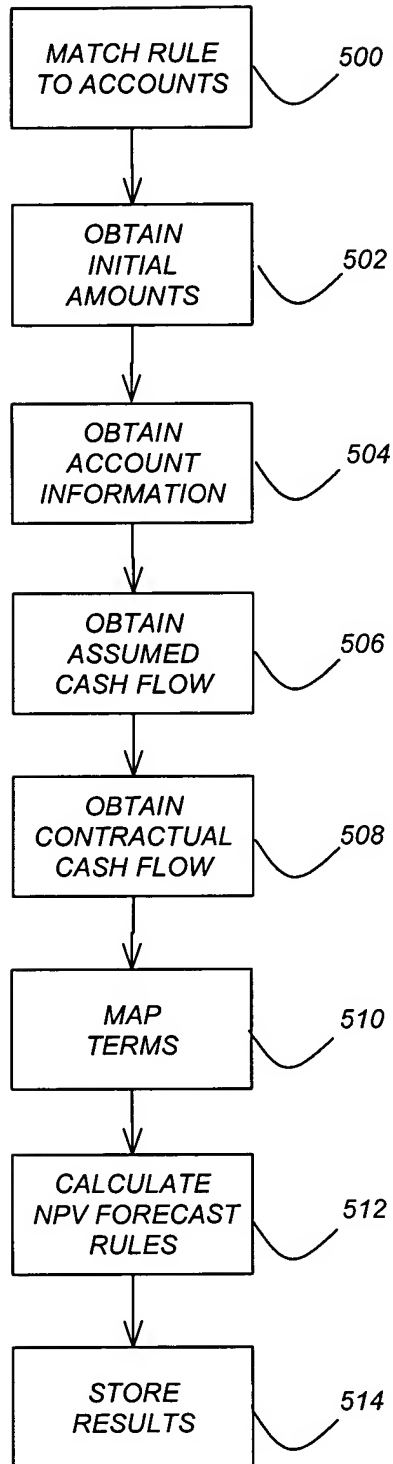 MATCH RULE
TO ACCOUNTS
500
OBTAIN
INITIAL
AMOUNTS
502
OBTAIN
ACCOUNT
INFORMATION
504
OBTAIN
ASSUMED
CASH FLOW
506
OBTAIN
CONTRACTUAL
CASH FLOW
508
MAP
TERMS
510
CALCULATE
NPV FORECAST
RULES
512
STORE
RESULTS
514